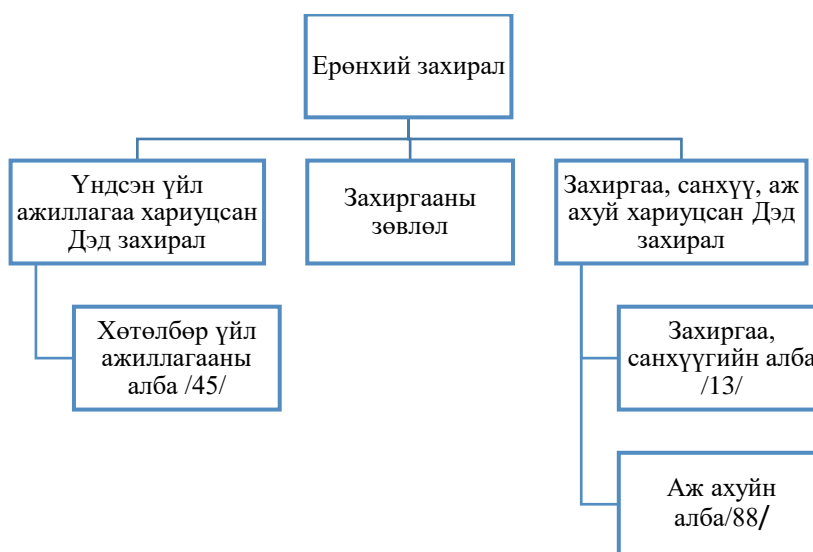 Ерөнхий захирал
Үндсэн үйл
ажиллагаа хариуцсан
Дэд захирал
Захиргааны
зөвлөл
Захиргаа, санхүү, аж
ахуй хариуцсан Дэд
захирал
Хөтөлбөр үйл
ажиллагааны
алба /45/
Захиргаа,
санхүүгийн алба
/13/
Аж ахуйн
алба/88/